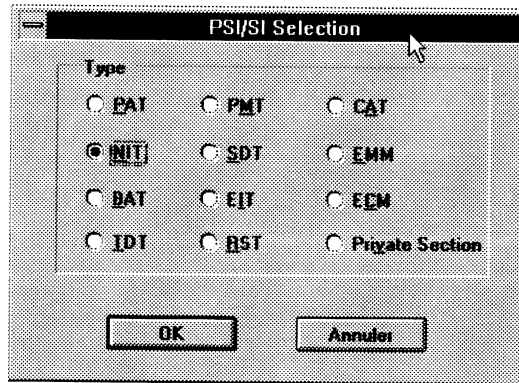 PSI/SI Selection
Type
PAT PMT CAT
NIT SDT EMM
BAT EIT ECM
TDT RST Private Section
OK Annuler